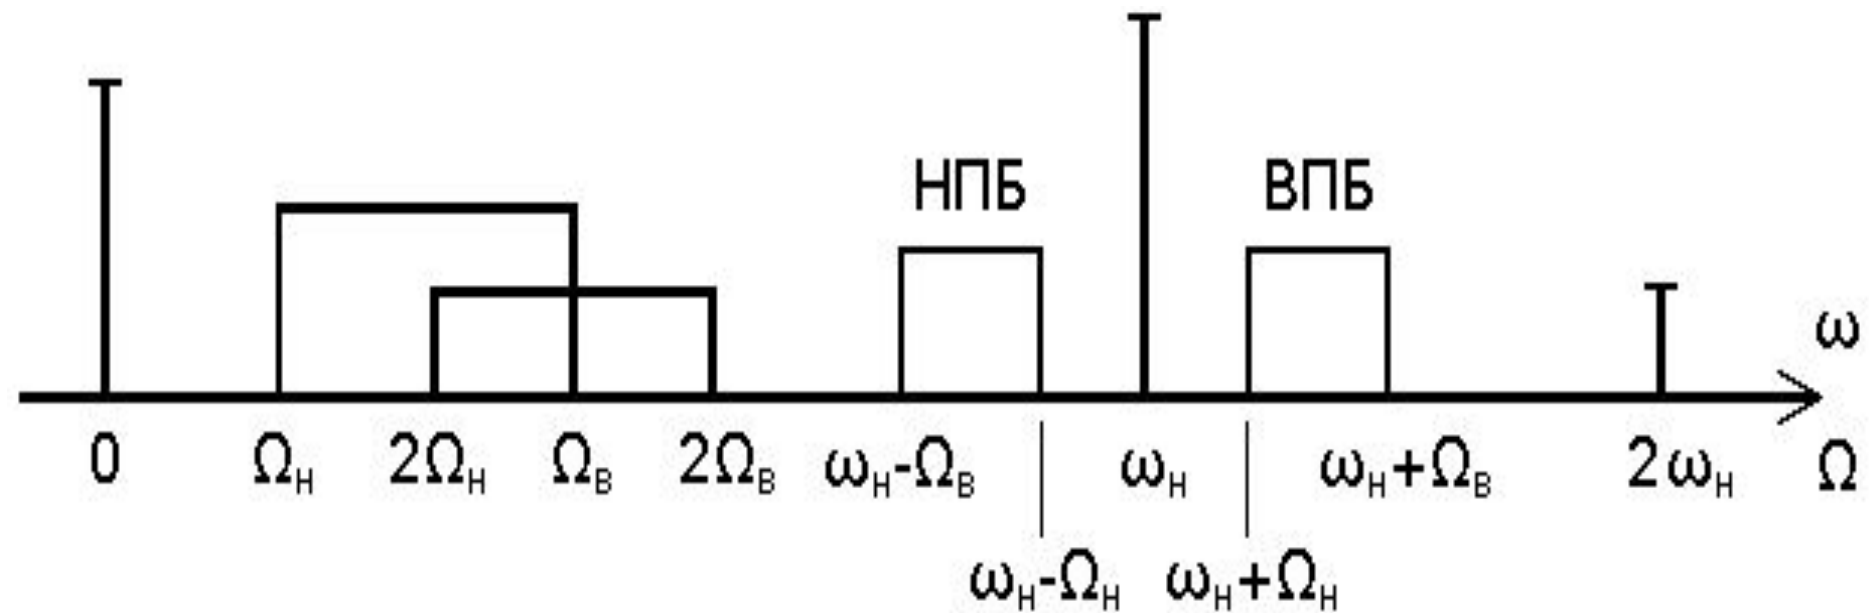 НПБ ВПБ
ω
0 Ωн 2Ωн Ωв 2Ωв ωн-Ωв ωн ωн+Ωв 2ωн Ω
ωн-Ωн ωн+Ωн